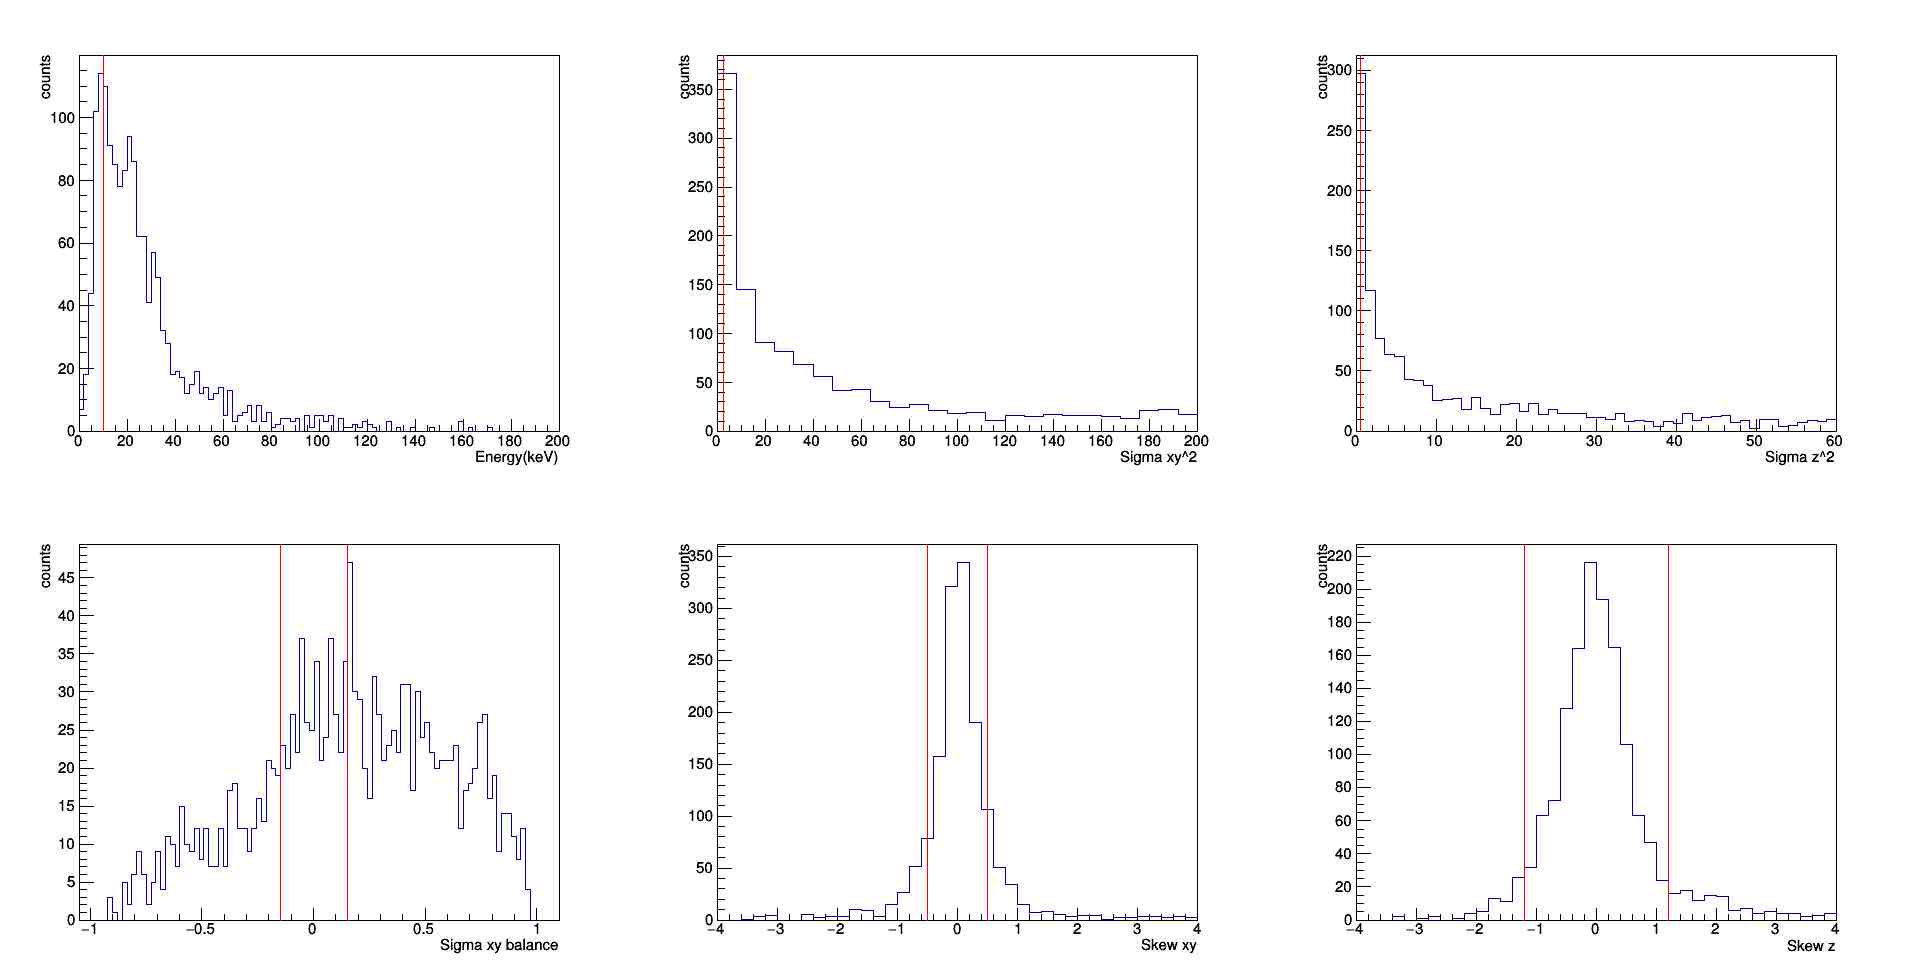 counts
100
80
60
40
20
0
0 20 40 60 80 100 120 140 160 180 200
Energy(keV)
counts
350
300
250
200
150
100
50
0
0 20 40 60 80 100 120 140 160 180 200
Sigma xy^2
counts
300
250
200
150
100
50
0
0 10 20 30 40 50 60
Sigma z^2
counts
45
40
35
30
25
20
15
10
5
0
−1 −0.5 0 0.5 1
Sigma xy balance
counts
350
300
250
200
150
100
50
0
−4 −3 −2 −1 0 1 2 3 4
Skew xy
counts
220
200
180
160
140
120
100
80
60
40
20
0
−4 −3 −2 −1 0 1 2 3 4
Skew z